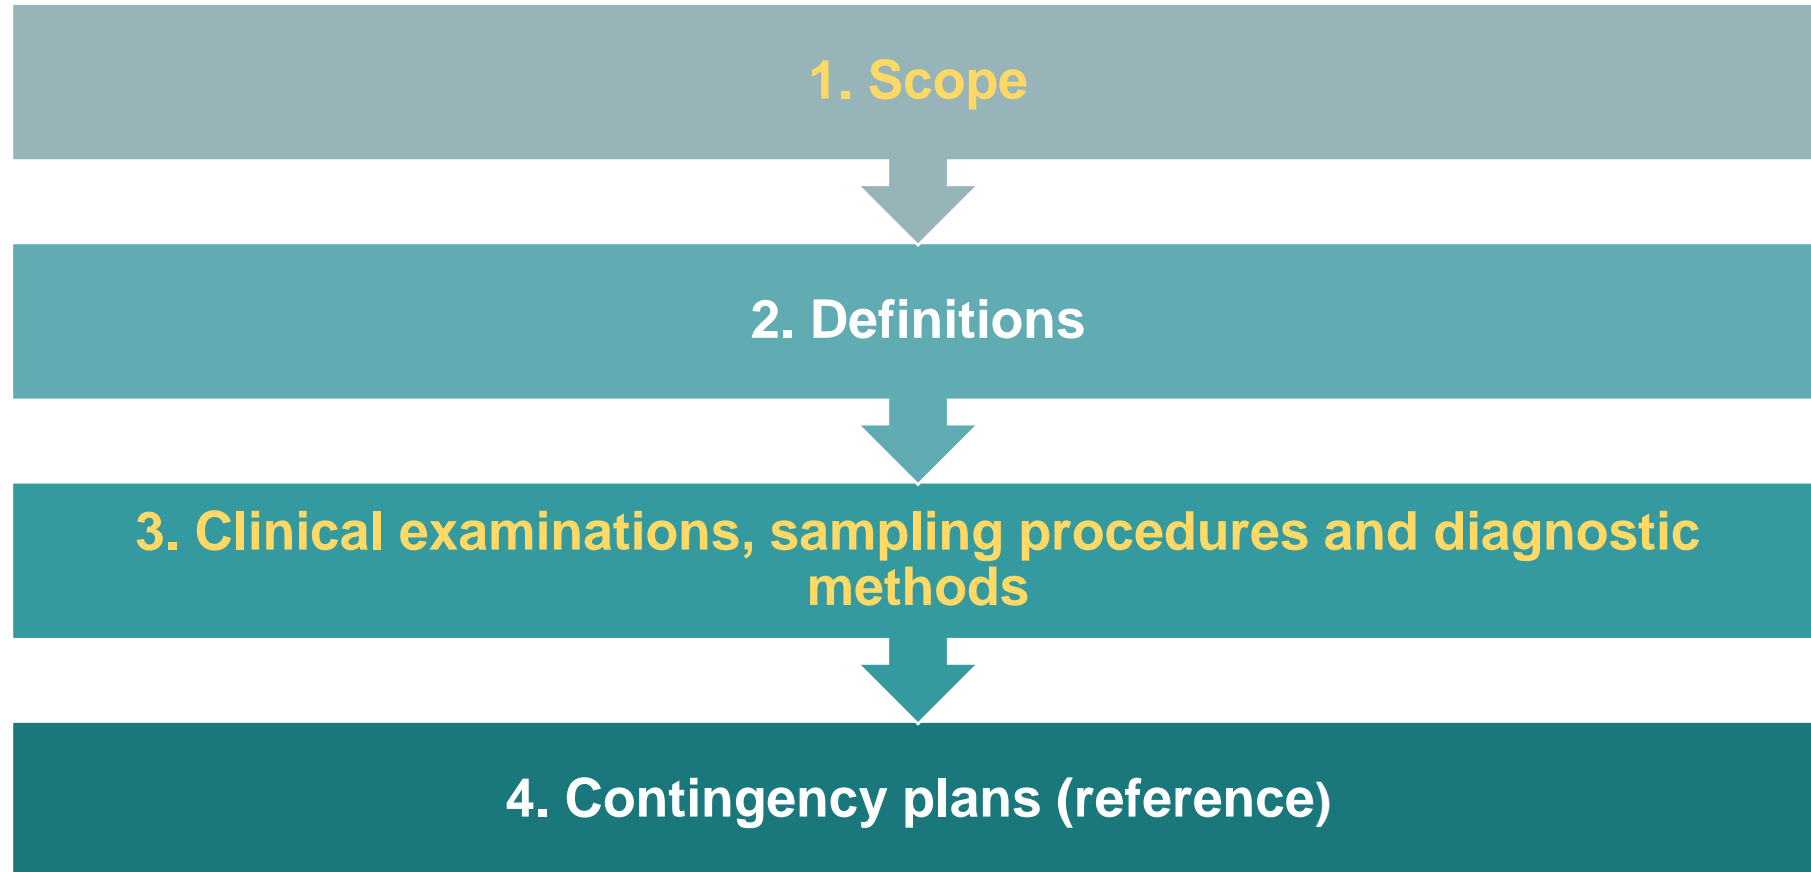 1. Scope
2. Definitions
3. Clinical examinations, sampling procedures and diagnostic
methods
4. Contingency plans (reference)